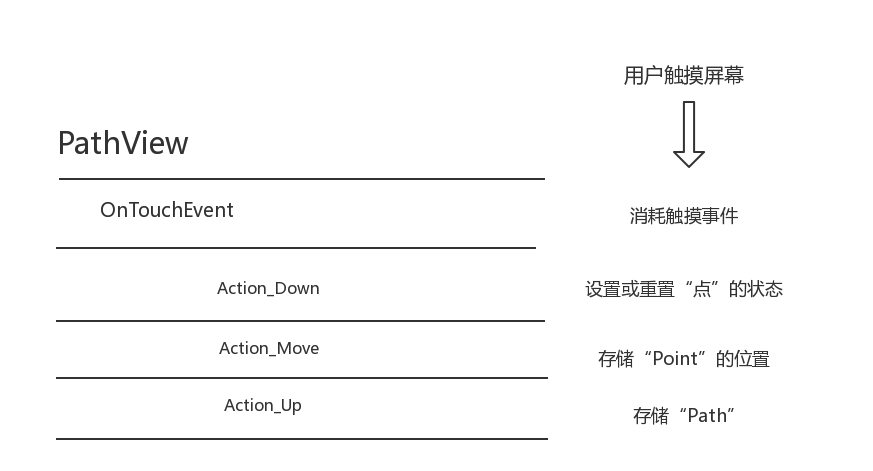 用户触摸屏幕
PathView
OnTouchEvent
消耗触摸事件
Action_Down
设置或重置“点”的状态
Action_Move
存储“Point”的位置
Action_Up
存储“Path”